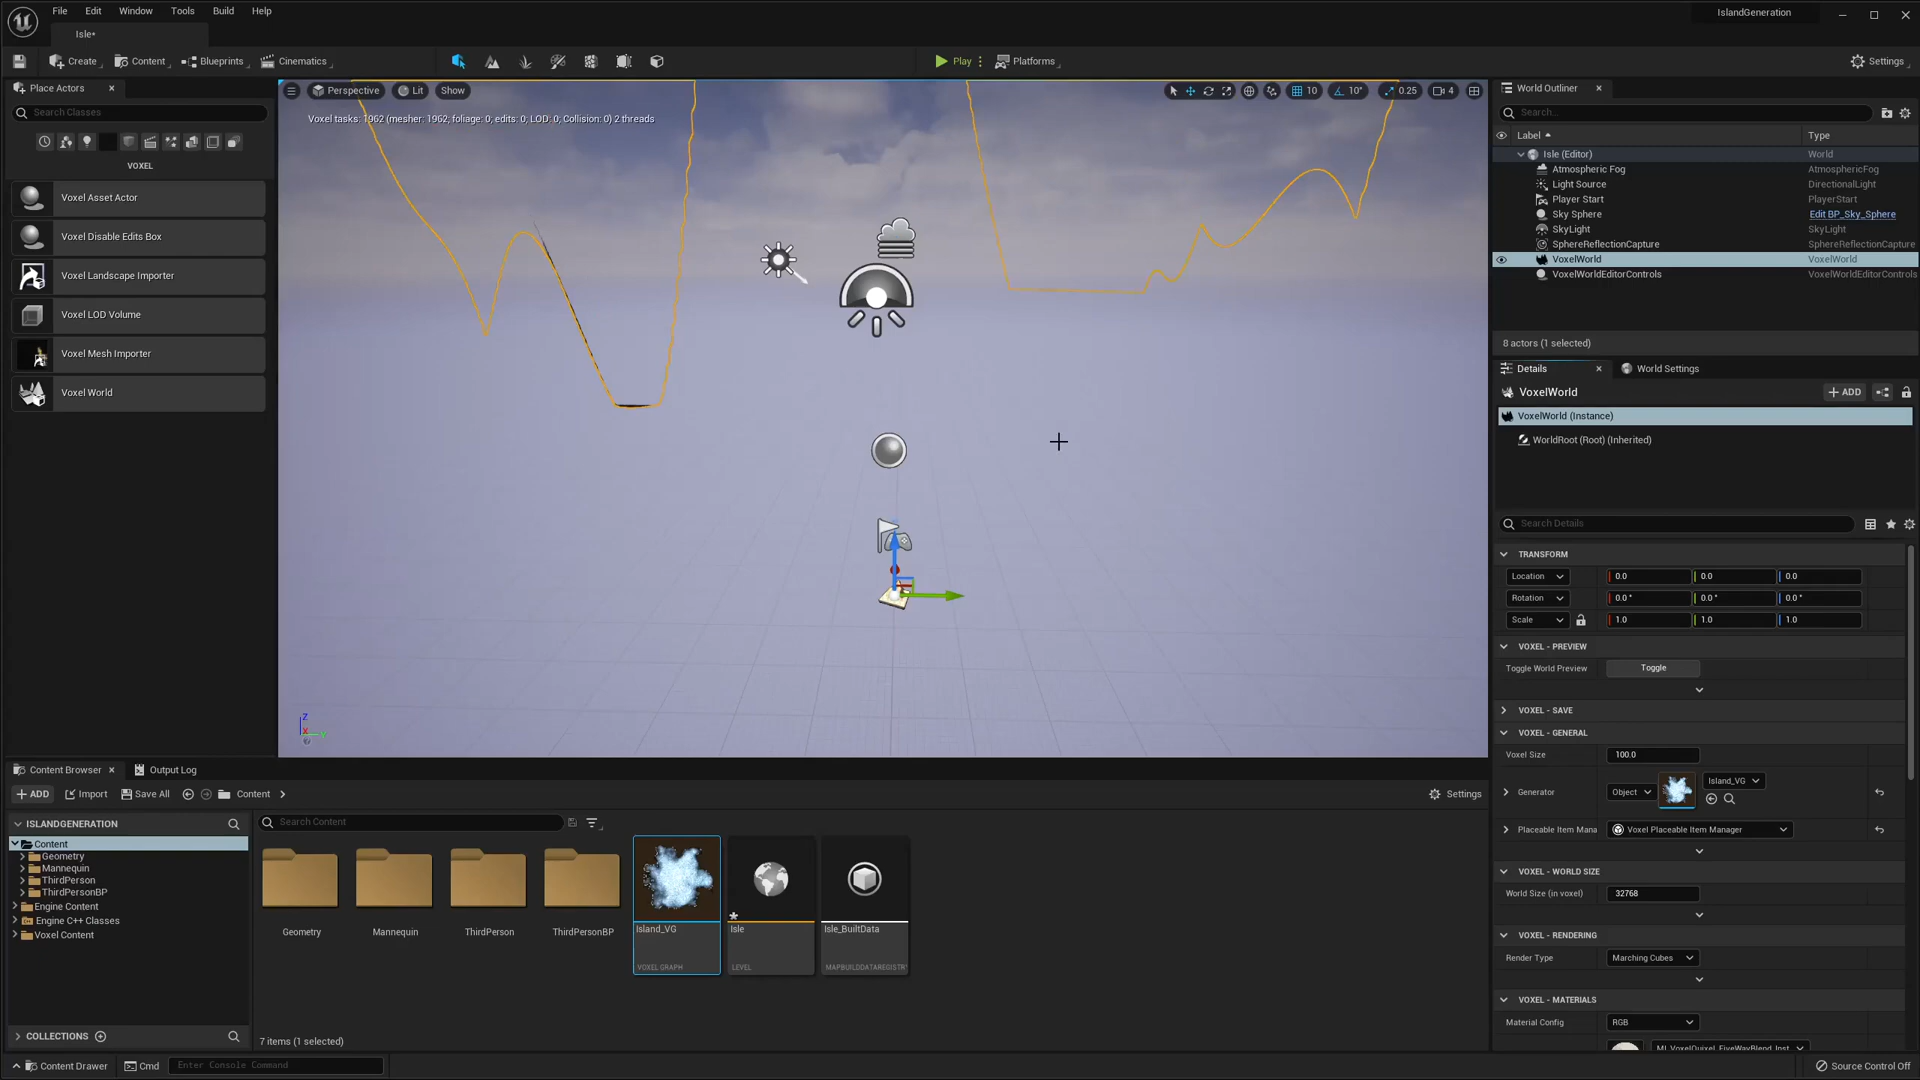 File Edit Window Tools Build Help
IslandGeneration
Isle*
Create Content Blueprints Cinematics Play Platforms Settings
Place Actors
Search Classes
VOXEL
Voxel Asset Actor
Voxel Disable Edits Box
Voxel Landscape Importer
Voxel LOD Volume
Voxel Mesh Importer
Voxel World
Perspective Lit Show 10 10° 0.25 4
Voxel tasks: 1962 (mesher: 1962; foliage: 0; edits: 0; LOD: 0; Collision: 0) 2 threads
Z
X
Y
World Outliner
Search...
Label Type
Isle (Editor) World
Atmospheric Fog AtmosphericFog
Light Source DirectionalLight
Player Start PlayerStart
Sky Sphere Edit BP_Sky_Sphere
SkyLight SkyLight
SphereReflectionCapture SphereReflectionCapture
VoxelWorld VoxelWorld
VoxelWorldEditorControls VoxelWorldEditorControls
8 actors (1 selected)
Details World Settings
VoxelWorld + ADD
VoxelWorld (Instance)
WorldRoot (Root) (Inherited)
Search Details
TRANSFORM
Location 0.0 0.0 0.0
Rotation 0.0° 0.0° 0.0°
Scale 1.0 1.0 1.0
VOXEL - PREVIEW
Toggle World Preview Toggle
VOXEL - SAVE
VOXEL - GENERAL
Voxel Size 100.0
Generator Object Island_VG
Placeable Item Mana Voxel Placeable Item Manager
VOXEL - WORLD SIZE
World Size (in voxel) 32768
VOXEL - RENDERING
Render Type Marching Cubes
VOXEL - MATERIALS
Material Config RGB
MI_VoxelQuixel_FiveWayBlend_Inst
Content Browser Output Log
+ ADD Import Save All Content Settings
ISLANDGENERATION
Search Content
Content
Geometry
Mannequin
ThirdPerson
ThirdPersonBP
Engine Content
Engine C++ Classes
Voxel Content
COLLECTIONS
Geometry
Mannequin
ThirdPerson
ThirdPersonBP
Island_VG
VOXEL GRAPH
Isle
LEVEL
Isle_BuiltData
MAPBUILDDATAREGISTR
7 items (1 selected)
Content Drawer Cmd Enter Console Command Source Control Off